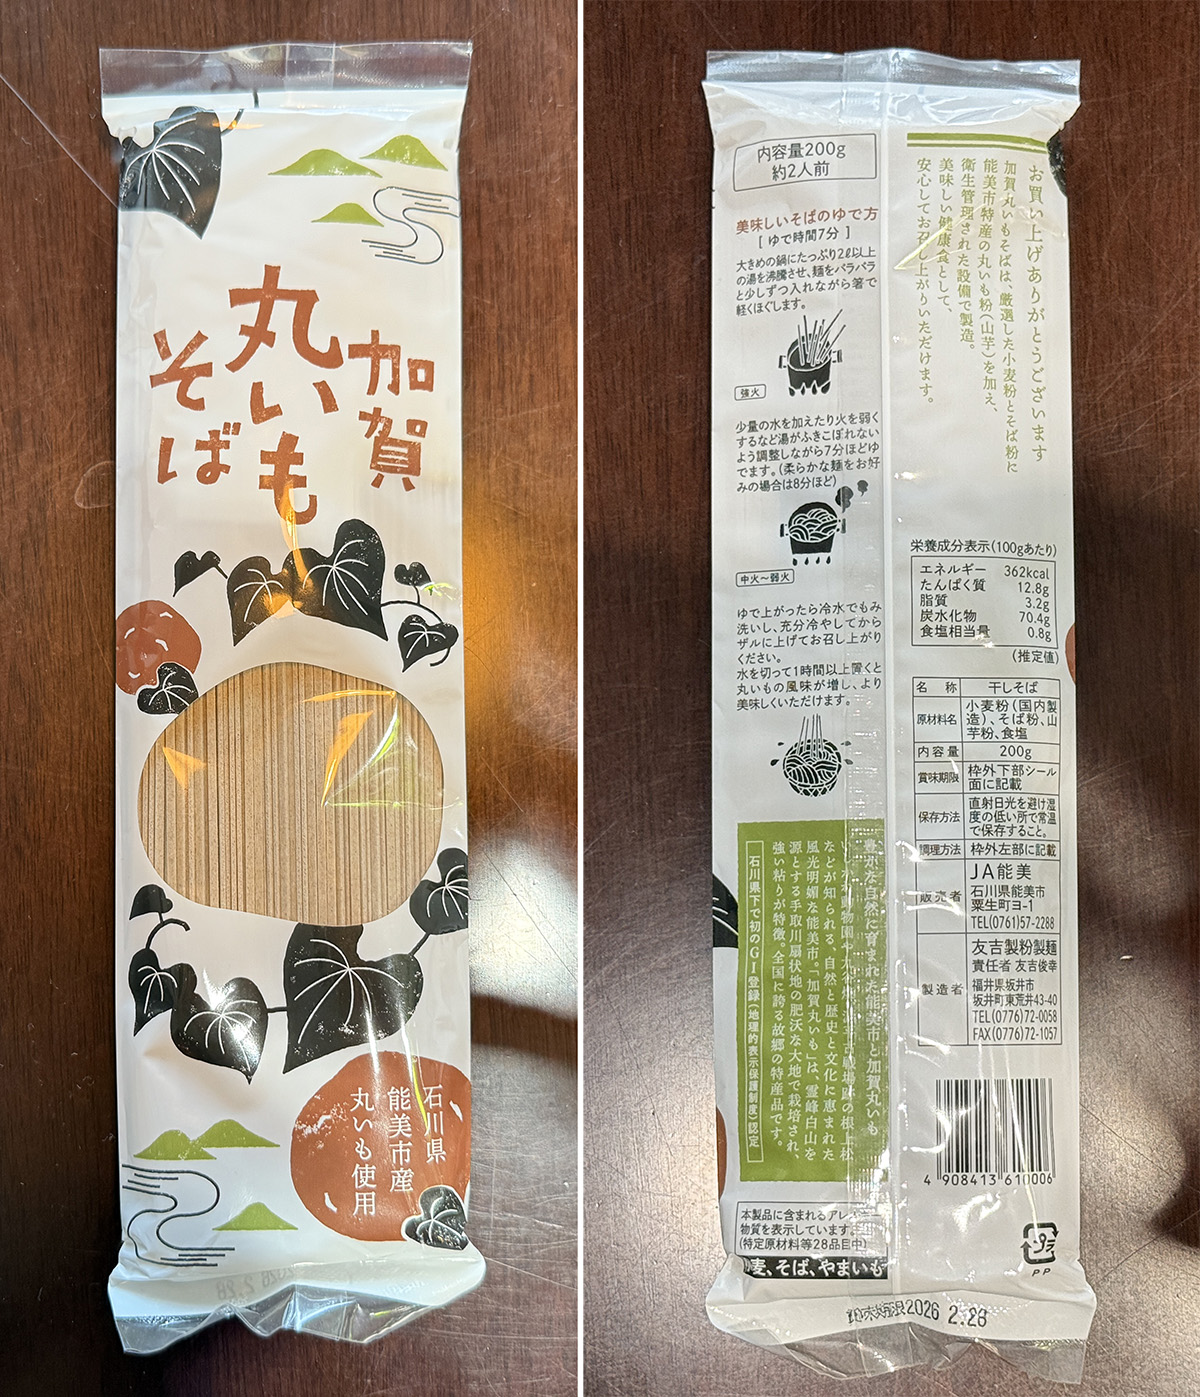 加賀
丸いも
そば
石川県
能美市産
丸いも使用
内容量200g
約2人前
美味しいそばのゆで方
[ゆで時間7分]
大きめの鍋にたっぷり2ℓ以上
の湯を沸騰させ、麺をバラバラ
と少しずつ入れながら箸で
軽くほぐします。
強火
少量の水を加えたり火を弱く
するなど湯がふきこぼれない
よう調整しながら7分ほどゆ
でます。(柔らかな麺をお好
みの場合は8分ほど)
中火〜弱火
ゆで上がったら冷水でもみ
洗いし、充分冷やしてから
ザルに上げてお召し上がり
ください。
水を切って1時間以上置くと
丸いもの風味が増し、より
美味しくいただけます。
豊かな自然に育まれた能美市と加賀丸いも
などが知られる、自然と歴史と文化に恵まれた
風光明媚な能美市。「加賀丸いも」は、霊峰白山を
源とする手取川扇状地の肥沃な大地で栽培され、
強い粘りが特徴。全国に誇る故郷の特産品です。
石川県下で初のGI登録(地理的表示保護制度)認定
本製品に含まれるアレルギー
物質を表示しています。
(特定原材料等28品目中)
小麦、そば、やまいも
お買い上げありがとうございます
加賀丸いもそばは、厳選した小麦粉とそば粉に
能美市特産の丸いも粉(山芋)を加え、
衛生管理された設備で製造。
美味しい健康食として、
安心してお召し上がりいただけます。
栄養成分表示(100gあたり)
エネルギー 362kcal
たんぱく質 12.8g
脂質 3.2g
炭水化物 70.4g
食塩相当量 0.8g
(推定値)
名 称 干しそば
原材料名 小麦粉(国内製
造)、そば粉、山
芋粉、食塩
内容量 200g
賞味期限 枠外下部シール
面に記載
保存方法 直射日光を避け湿
度の低い所で常温
で保存すること。
調理方法 枠外左部に記載
販売者 JA能美
石川県能美市
粟生町ヨ-1
TEL(0761)57-2288
製造者 友吉製粉製麺
責任者 友吉俊幸
福井県坂井市
坂井町東荒井43-40
TEL(0776)72-0058
FAX(0776)72-1057
4 908413 610006
プラ
PP
賞味期限2026 2.28